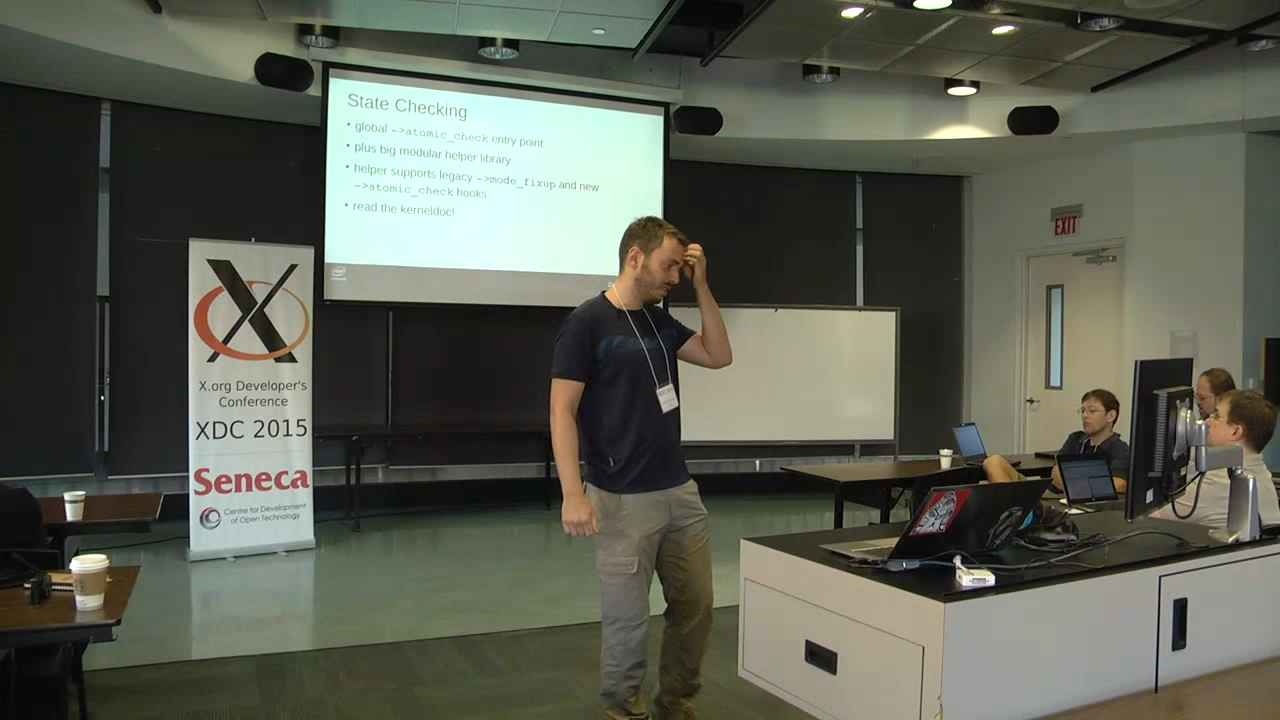 State Checking
• global ->atomic_check entry point
• plus big modular helper library
• helper supports legacy ->mode_fixup and new
->atomic_check hooks
• read the kerneldoc!
intel
EXIT
X
X.org Developer's
Conference
XDC 2015
Seneca
Centre for Development
of Open Technology